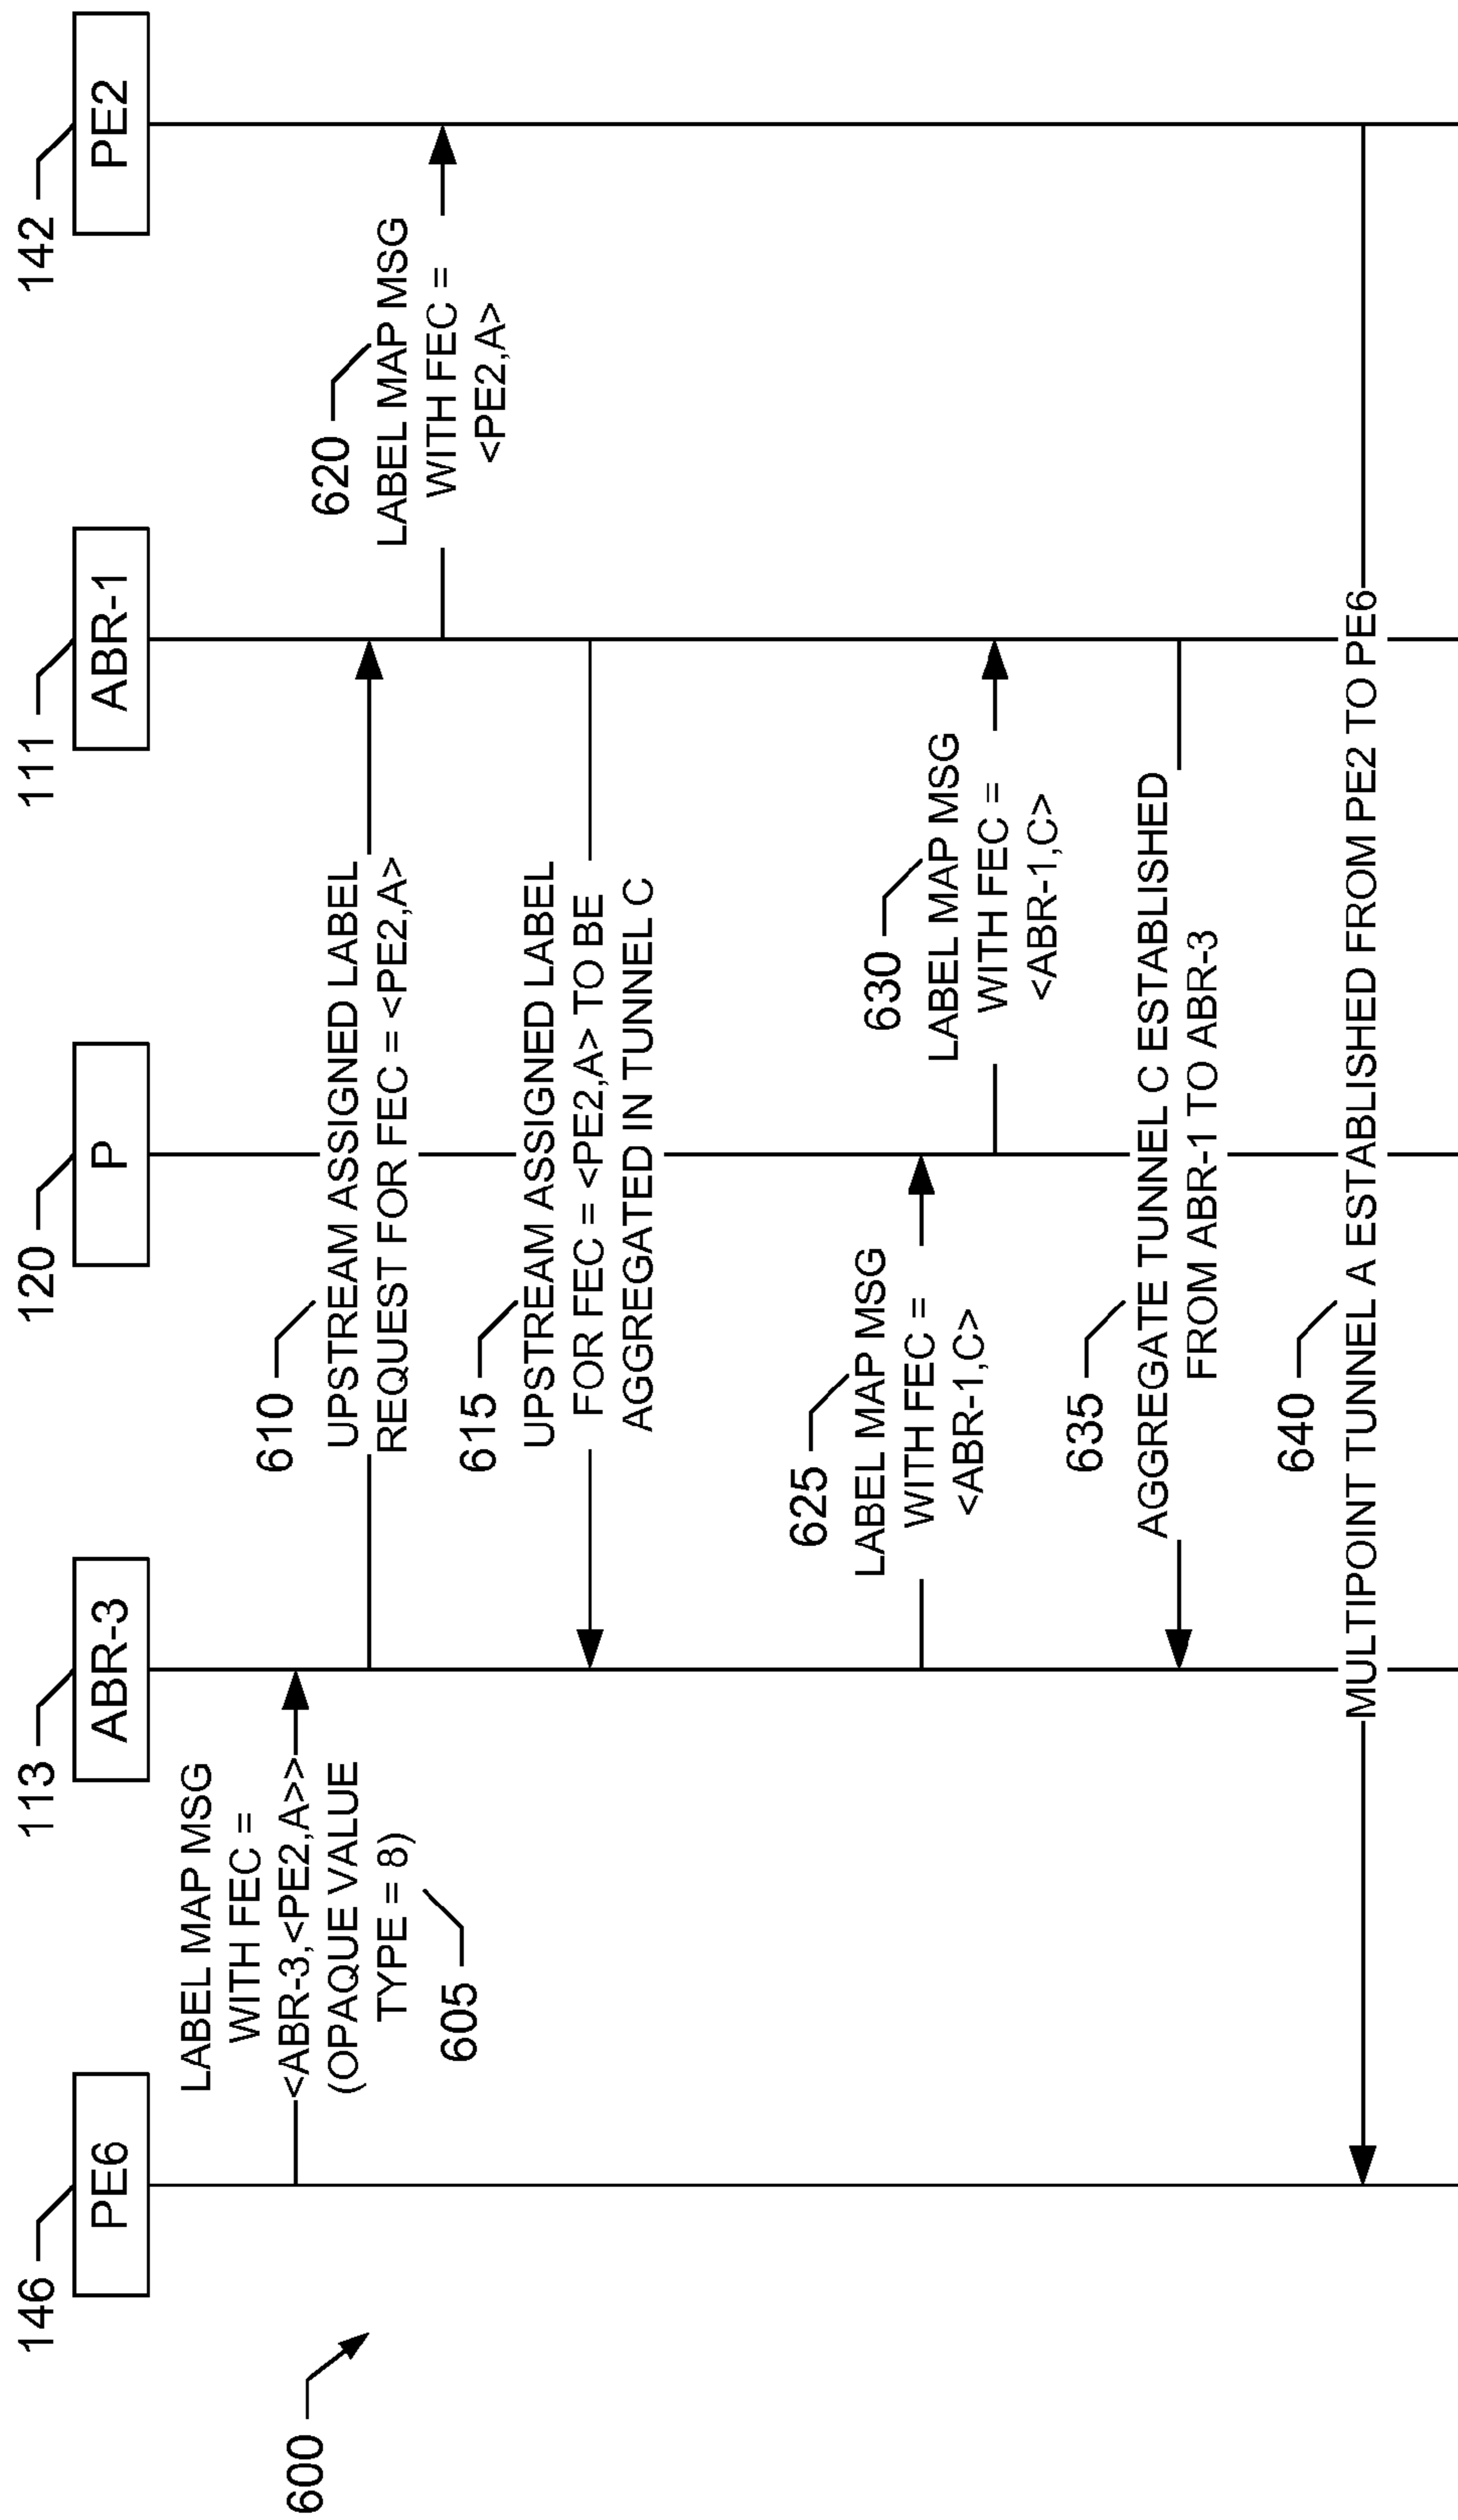 146
PE6
113
ABR-3
120
P
111
ABR-1
142
PE2
600
LABEL MAP MSG
WITH FEC =
<ABR-3,<PE2,A>>
(OPAQUE VALUE
TYPE = 8)
605
610
UPSTREAM ASSIGNED LABEL
REQUEST FOR FEC = <PE2,A>
620
LABEL MAP MSG
WITH FEC =
<PE2,A>
615
UPSTREAM ASSIGNED LABEL
FOR FEC = <PE2,A> TO BE
AGGREGATED IN TUNNEL C
625
LABEL MAP MSG
WITH FEC =
<ABR-1,C>
630
LABEL MAP MSG
WITH FEC =
<ABR-1,C>
635
AGGREGATE TUNNEL C ESTABLISHED
FROM ABR-1 TO ABR-3
640
MULTIPOINT TUNNEL A ESTABLISHED FROM PE2 TO PE6